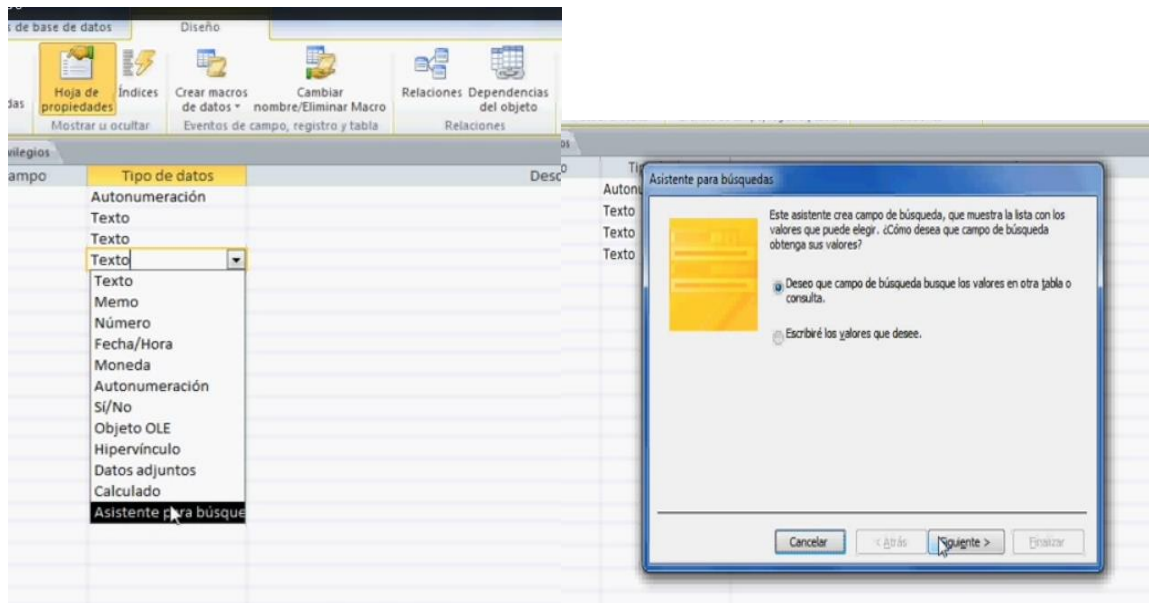 s de base de datos
Diseño
Hoja de propiedades
Índices
Crear macros de datos
Cambiar nombre/Eliminar Macro
Relaciones
Dependencias del objeto
Mostrar u ocultar
Eventos de campo, registro y tabla
Relaciones
vilegios
ampo
Tipo de datos
Desc
Autonumeración
Texto
Texto
Texto
Texto
Memo
Número
Fecha/Hora
Moneda
Autonumeración
Sí/No
Objeto OLE
Hipervínculo
Datos adjuntos
Calculado
Asistente para búsque
os
Ti
Autonu
Texto
Texto
Texto
Asistente para búsquedas
Este asistente crea campo de búsqueda, que muestra la lista con los
valores que puede elegir. ¿Cómo desea que campo de búsqueda
obtenga sus valores?
Deseo que campo de búsqueda busque los valores en otra tabla o
consulta.
Escribiré los valores que desee.
Cancelar
< Atrás
Siguiente >
Finalizar